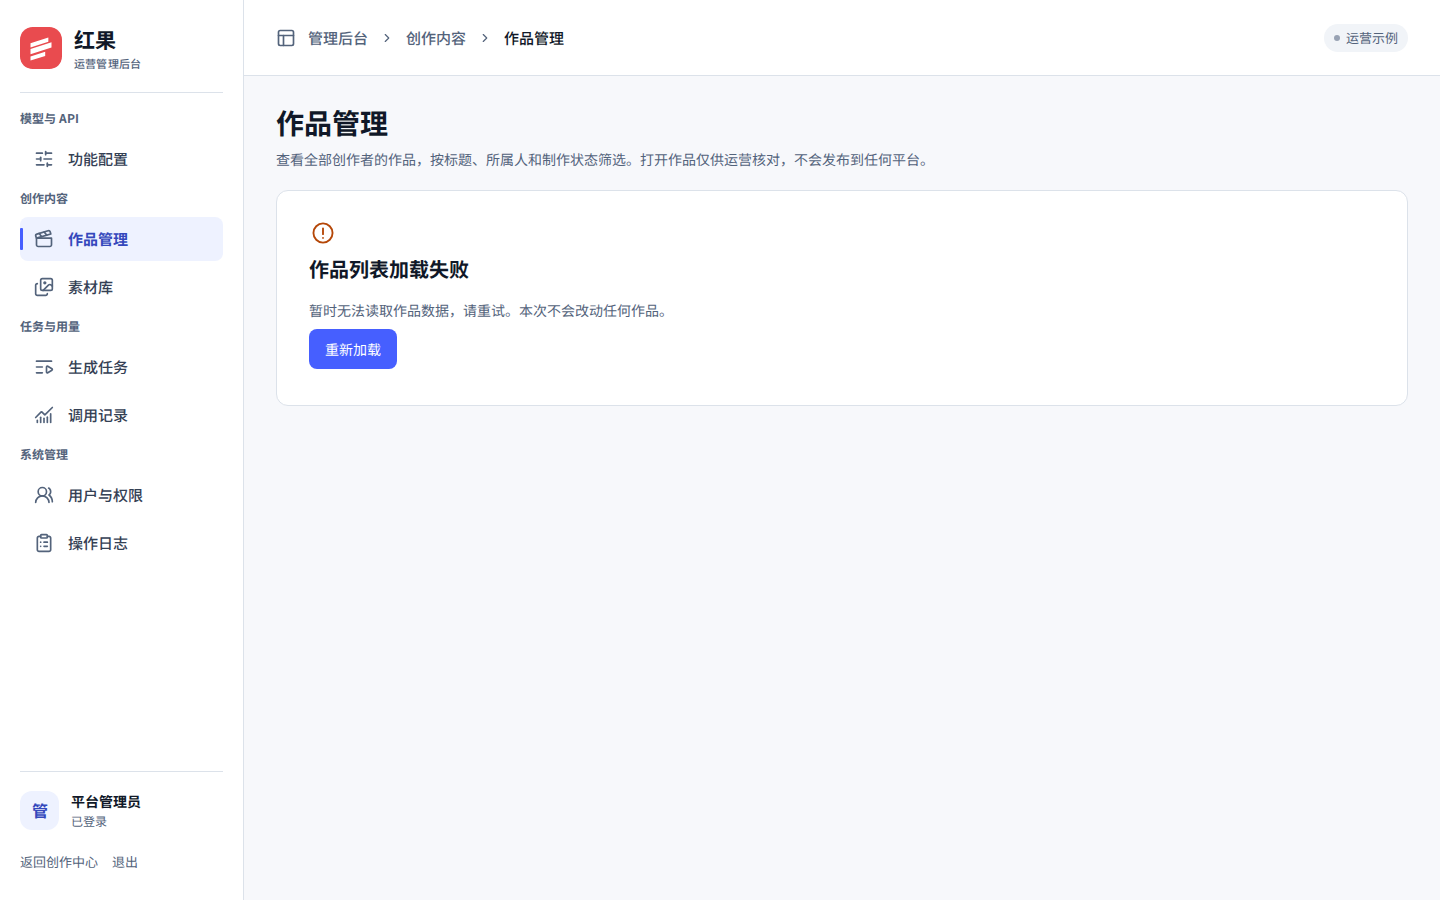 红果
运营管理后台
模型与 API
功能配置
创作内容
作品管理
素材库
任务与用量
生成任务
调用记录
系统管理
用户与权限
操作日志
管
平台管理员
已登录
返回创作中心 退出
管理后台 > 创作内容 > 作品管理
运营示例
作品管理
查看全部创作者的作品，按标题、所属人和制作状态筛选。打开作品仅供运营核对，不会发布到任何平台。
作品列表加载失败
暂时无法读取作品数据，请重试。本次不会改动任何作品。
重新加载